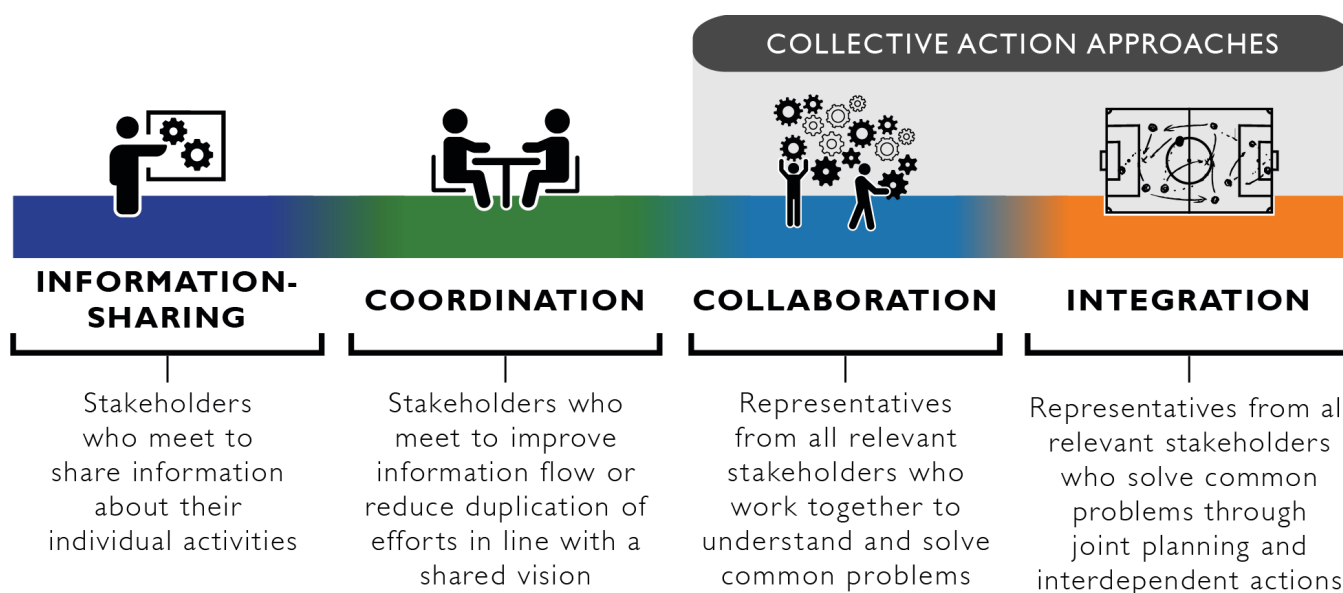 COLLECTIVE ACTION APPROACHES
INFORMATION-
SHARING
Stakeholders
who meet to
share information
about their
individual activities
COORDINATION
Stakeholders who
meet to improve
information flow or
reduce duplication of
efforts in line with a
shared vision
COLLABORATION
Representatives
from all relevant
stakeholders who
work together to
understand and solve
common problems
INTEGRATION
Representatives from al
relevant stakeholders
who solve common
problems through
joint planning and
interdependent actions